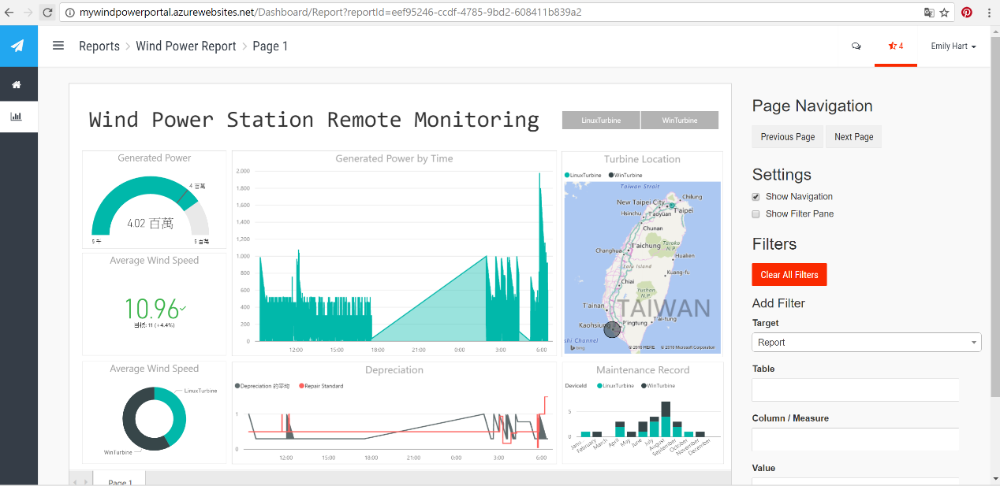 mywindpowerportal.azurewebsites.net/Dashboard/Report?reportId=eef95246-ccdf-4785-9bd2-608411b839a2
Reports > Wind Power Report > Page 1
4
Emily Hart
Wind Power Station Remote Monitoring
LinuxTurbine
WinTurbine
Generated Power
4 百萬
4.02 百萬
5 千
5 百萬
Generated Power by Time
2,000
1,800
1,600
1,400
1,200
1,000
800
600
400
200
0
12:00 15:00 18:00 21:00 0:00 3:00 6:00
Turbine Location
LinuxTurbine WinTurbine
Taiwan Strait
Chilung
New Taipei City
T'aipei
Hsinchu
T'aoyuan
Chunan
Taroko
N.P.
T'aichung
Changhua
Hualien
Lulu Island
Kuang-fu
Chiai
Yushan
N.P.
T'ainan
TAIWAN
Kaohsiung
P'ingtung
T'ai-tung
shi Channel
bing
© 2016 HERE © 2016 Microsoft Corporation
Average Wind Speed
10.96
目標: 11 (+4.4%)
Average Wind Speed
LinuxTurbine
WinTurbine
Depreciation
Depreciation 的平均 Repair Standard
1
0
12:00 15:00 18:00 21:00 0:00 3:00 6:00
Maintenance Record
DeviceId LinuxTurbine WinTurbine
5
0
Janu
February
March
April
May
June
July
August
September
October
November
December
Page 1
Page Navigation
Previous Page
Next Page
Settings
Show Navigation
Show Filter Pane
Filters
Clear All Filters
Add Filter
Target
Report
Table
Column / Measure
Value